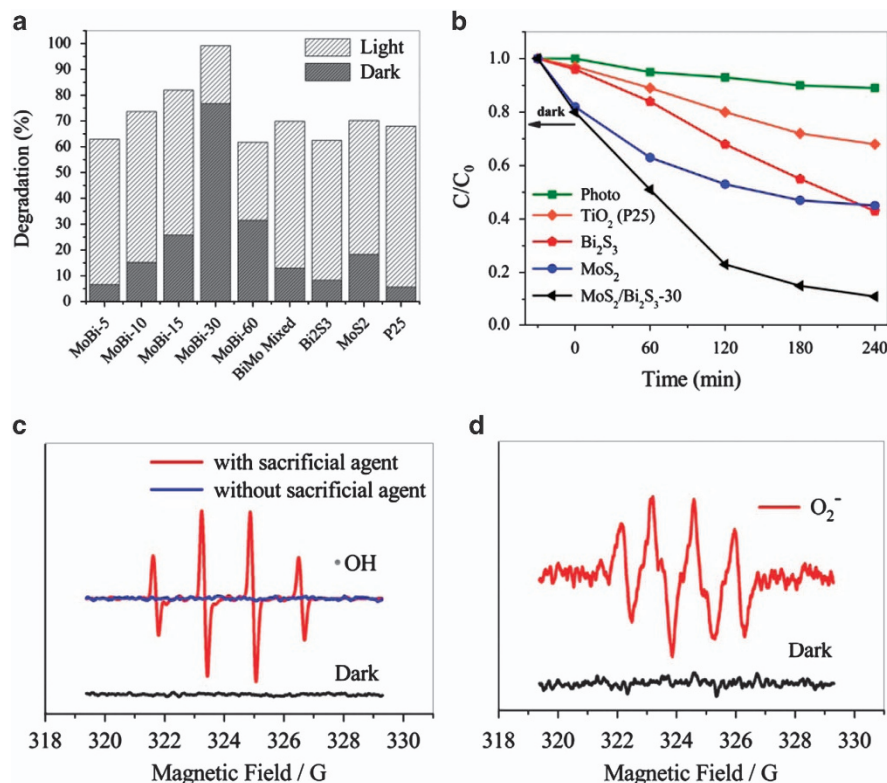 a
100
90
80
70
60
50
40
30
20
10
0
Degradation (%)
Light
Dark
MoBi-5
MoBi-10
MoBi-15
MoBi-30
MoBi-60
BiMo Mixed
Bi2S3
MoS2
P25
b
1.0
0.8
0.6
0.4
0.2
0.0
C/C₀
dark
Photo
TiO₂ (P25)
Bi₂S₃
MoS₂
MoS₂/Bi₂S₃-30
0 60 120 180 240
Time (min)
c
with sacrificial agent
without sacrificial agent
•OH
Dark
318 320 322 324 326 328 330
Magnetic Field / G
d
O₂⁻
Dark
318 320 322 324 326 328 330
Magnetic Field / G